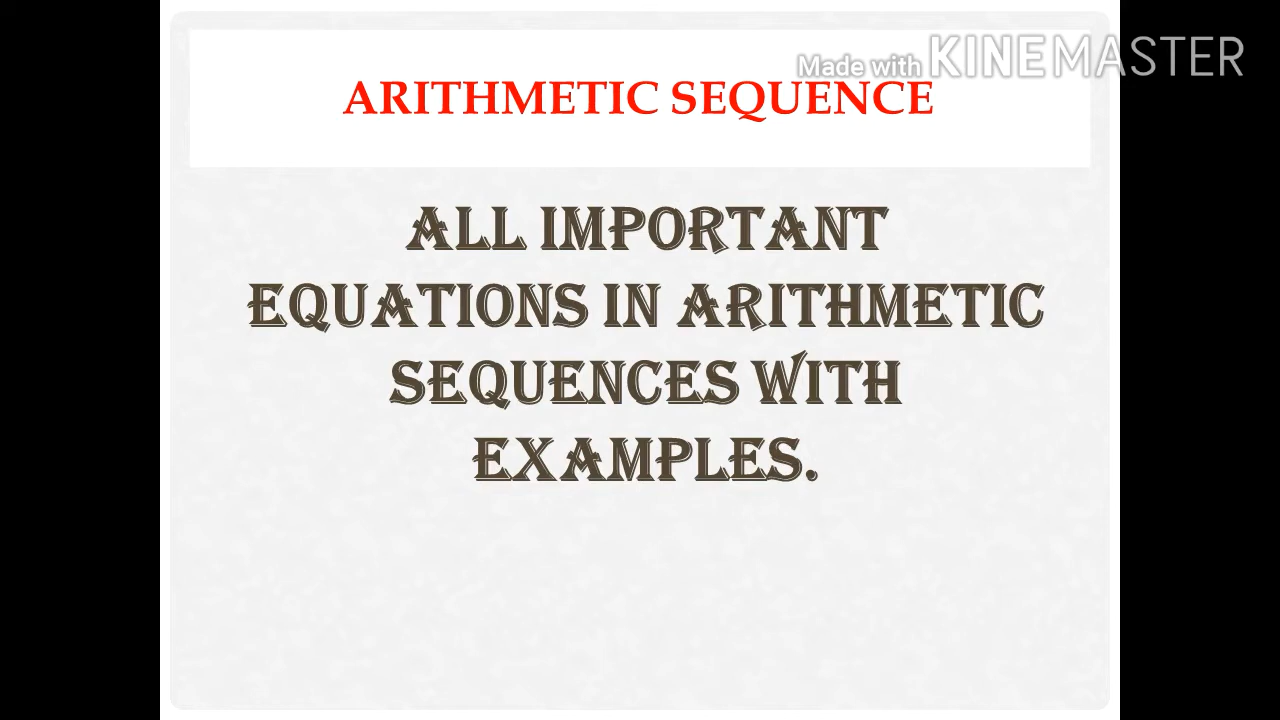 Made with KINEMASTER
ARITHMETIC SEQUENCE
ALL IMPORTANT
EQUATIONS IN ARITHMETIC
SEQUENCES WITH
EXAMPLES.